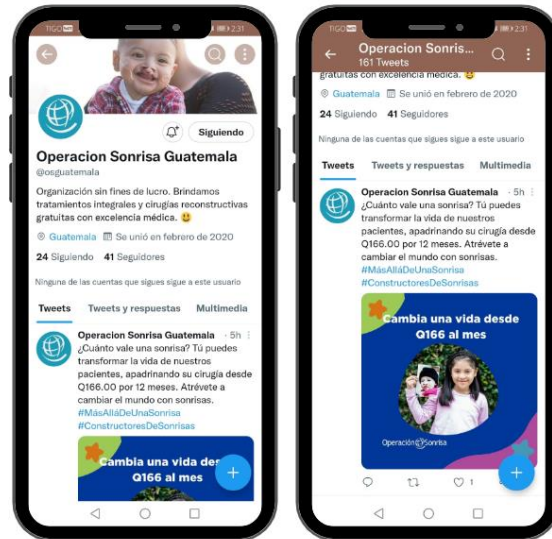 TIGO
2:31
Siguiendo
Operacion Sonrisa Guatemala
@osguatemala
Organización sin fines de lucro. Brindamos
tratamientos integrales y cirugías reconstructivas
gratuitas con excelencia médica. 😃
Guatemala Se unió en febrero de 2020
24 Siguiendo 41 Seguidores
Ninguna de las cuentas que sigues sigue a este usuario
Tweets Tweets y respuestas Multimedia
Operacion Sonrisa Guatemala · 5h
¿Cuánto vale una sonrisa? Tú puedes
transformar la vida de nuestros
pacientes, apadrinando su cirugía desde
Q166.00 por 12 meses. Atrévete a
cambiar el mundo con sonrisas.
#MásAlláDeUnaSonrisa
#ConstructoresDeSonrisas
Cambia una vida des
Q166 al mes
TIGO
2:31
Operacion Sonris...
161 Tweets
gratuitas con excelencia médica. 😃
Guatemala Se unió en febrero de 2020
24 Siguiendo 41 Seguidores
Ninguna de las cuentas que sigues sigue a este usuario
Tweets Tweets y respuestas Multimedia
Operacion Sonrisa Guatemala · 5h
¿Cuánto vale una sonrisa? Tú puedes
transformar la vida de nuestros
pacientes, apadrinando su cirugía desde
Q166.00 por 12 meses. Atrévete a
cambiar el mundo con sonrisas.
#MásAlláDeUnaSonrisa
#ConstructoresDeSonrisas
Cambia una vida desde
Q166 al mes
Operación Sonrisa
1